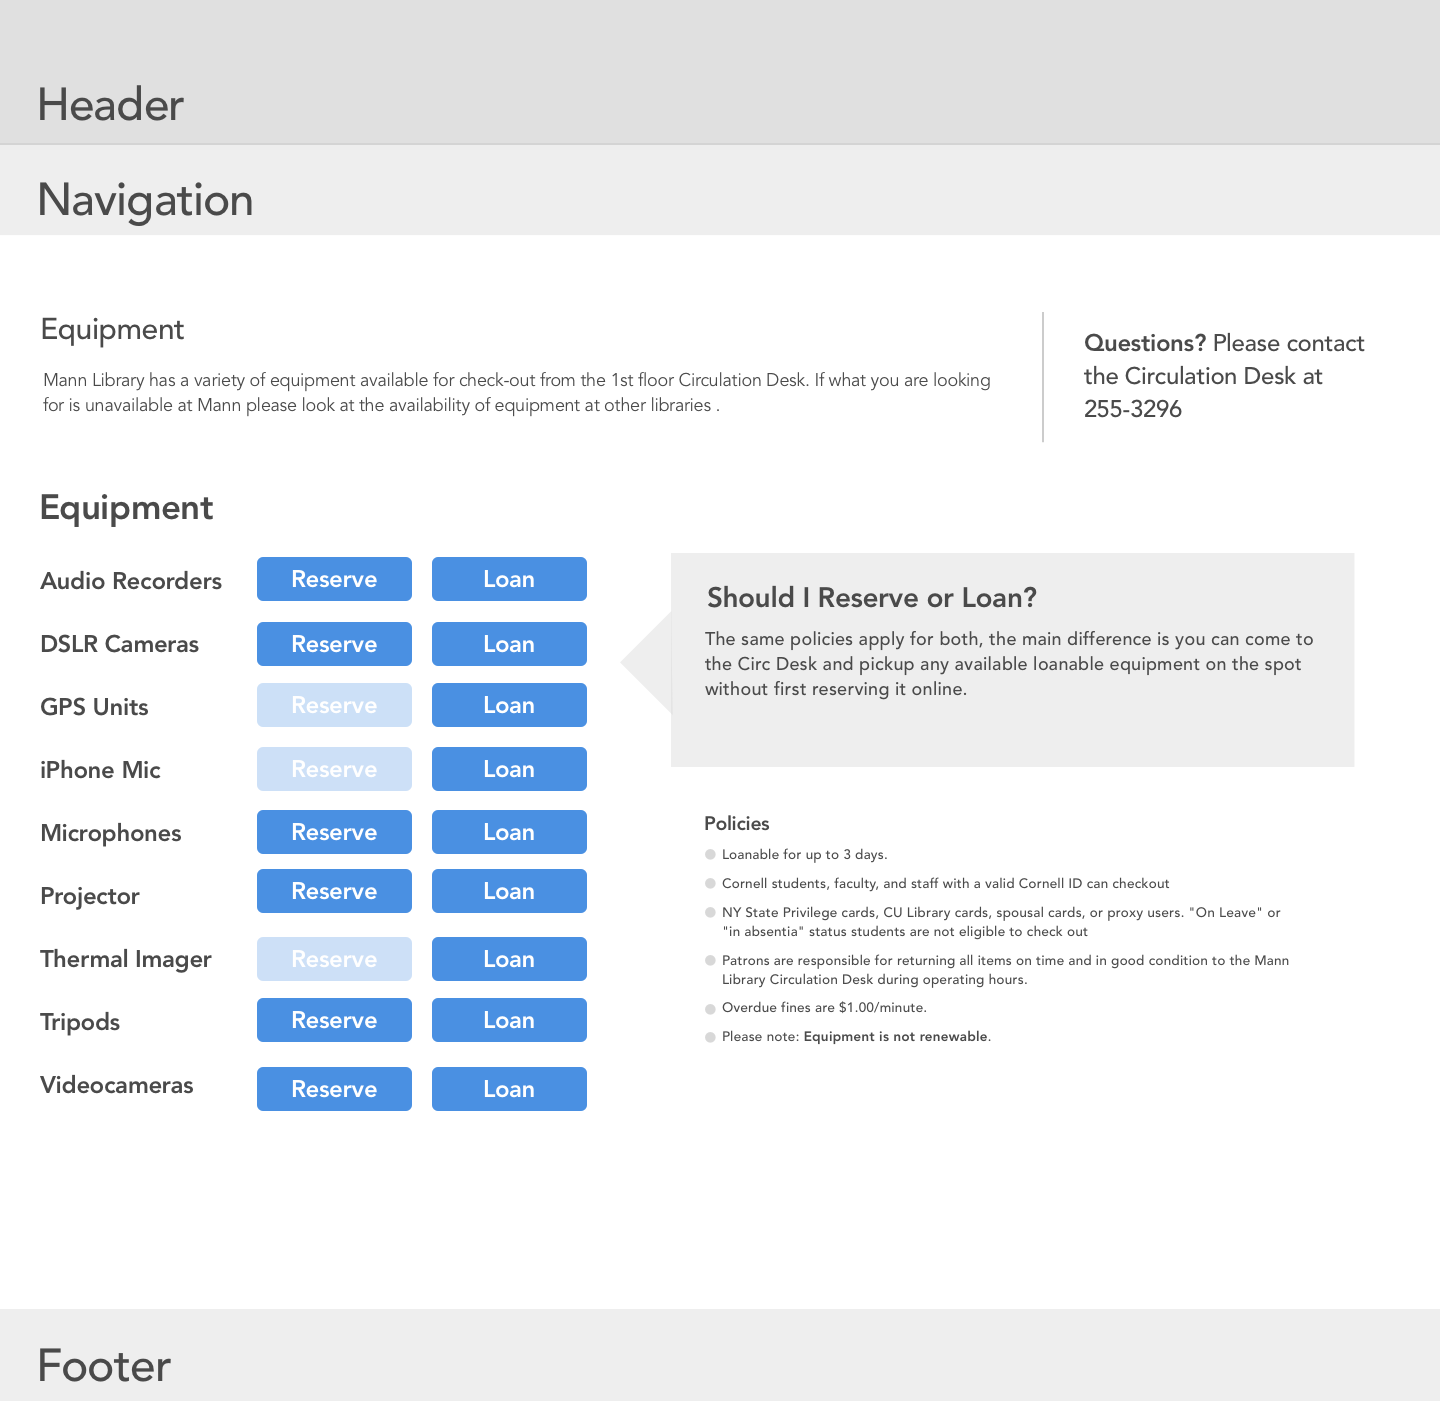 Header
Navigation
Equipment
Mann Library has a variety of equipment available for check-out from the 1st floor Circulation Desk. If what you are looking
for is unavailable at Mann please look at the availability of equipment at other libraries .
Questions? Please contact
the Circulation Desk at
255-3296
Equipment
Audio Recorders Reserve Loan
DSLR Cameras Reserve Loan
GPS Units Reserve Loan
iPhone Mic Reserve Loan
Microphones Reserve Loan
Projector Reserve Loan
Thermal Imager Reserve Loan
Tripods Reserve Loan
Videocameras Reserve Loan
Should I Reserve or Loan?
The same policies apply for both, the main difference is you can come to
the Circ Desk and pickup any available loanable equipment on the spot
without first reserving it online.
Policies
Loanable for up to 3 days.
Cornell students, faculty, and staff with a valid Cornell ID can checkout
NY State Privilege cards, CU Library cards, spousal cards, or proxy users. "On Leave" or
"in absentia" status students are not eligible to check out
Patrons are responsible for returning all items on time and in good condition to the Mann
Library Circulation Desk during operating hours.
Overdue fines are $1.00/minute.
Please note: Equipment is not renewable.
Footer